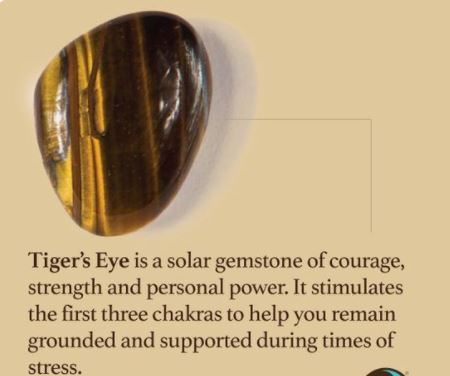 Tiger's Eye is a solar gemstone of courage,
strength and personal power. It stimulates
the first three chakras to help you remain
grounded and supported during times of
stress.